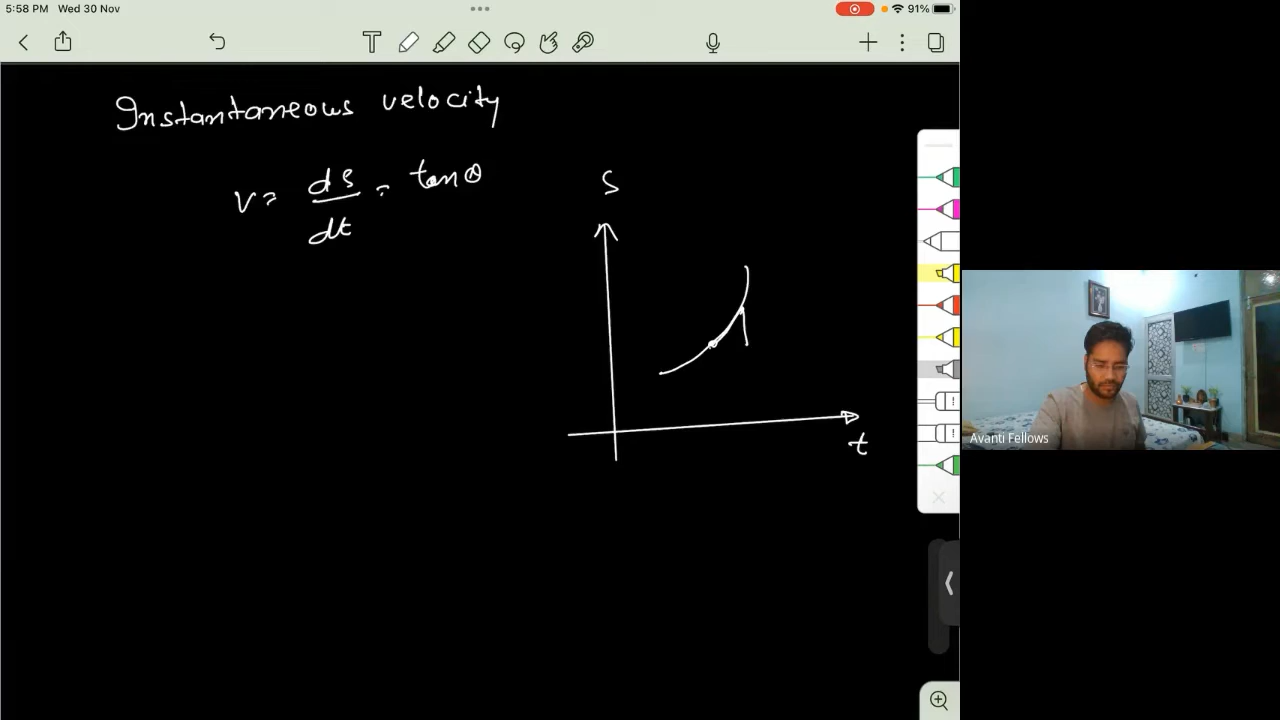 5:58 PM Wed 30 Nov
91%
T
Instantaneous velocity
v = ds/dt = tanθ
S
t
Avanti Fellows